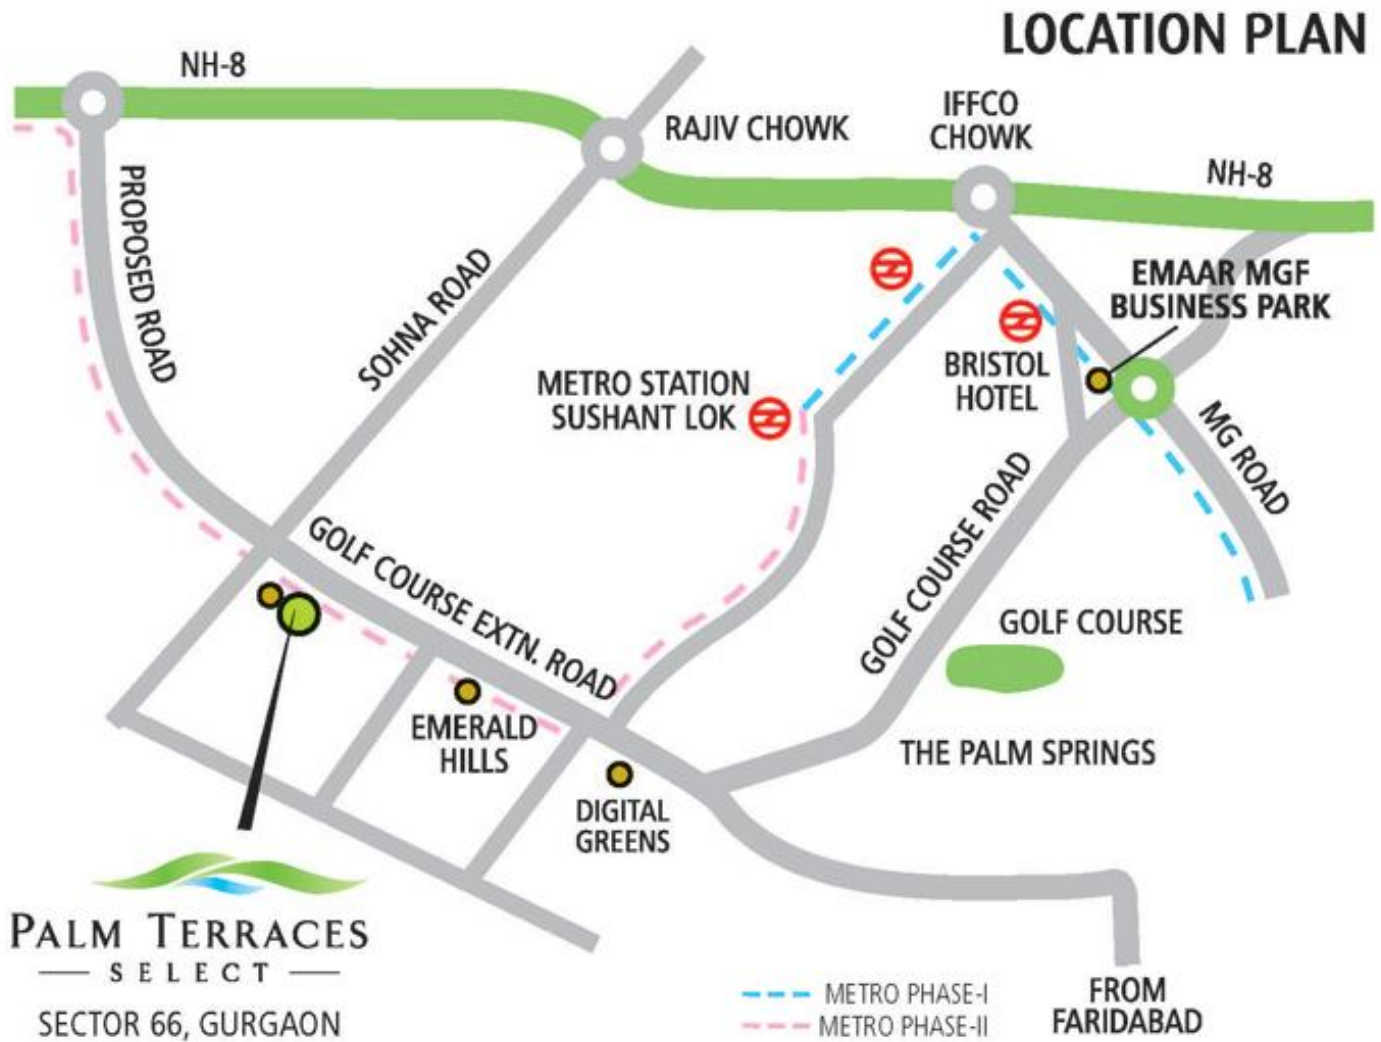 LOCATION PLAN
NH-8
IFFCO
CHOWK
RAJIV CHOWK
NH-8
PROPOSED ROAD
SOHNA ROAD
EMAAR MGF
BUSINESS PARK
BRISTOL
HOTEL
METRO STATION
SUSHANT LOK
MG ROAD
GOLF COURSE ROAD
GOLF COURSE EXTN. ROAD
GOLF COURSE
EMERALD
HILLS
THE PALM SPRINGS
DIGITAL
GREENS
PALM TERRACES
SELECT
SECTOR 66, GURGAON
METRO PHASE-I
METRO PHASE-II
FROM
FARIDABAD